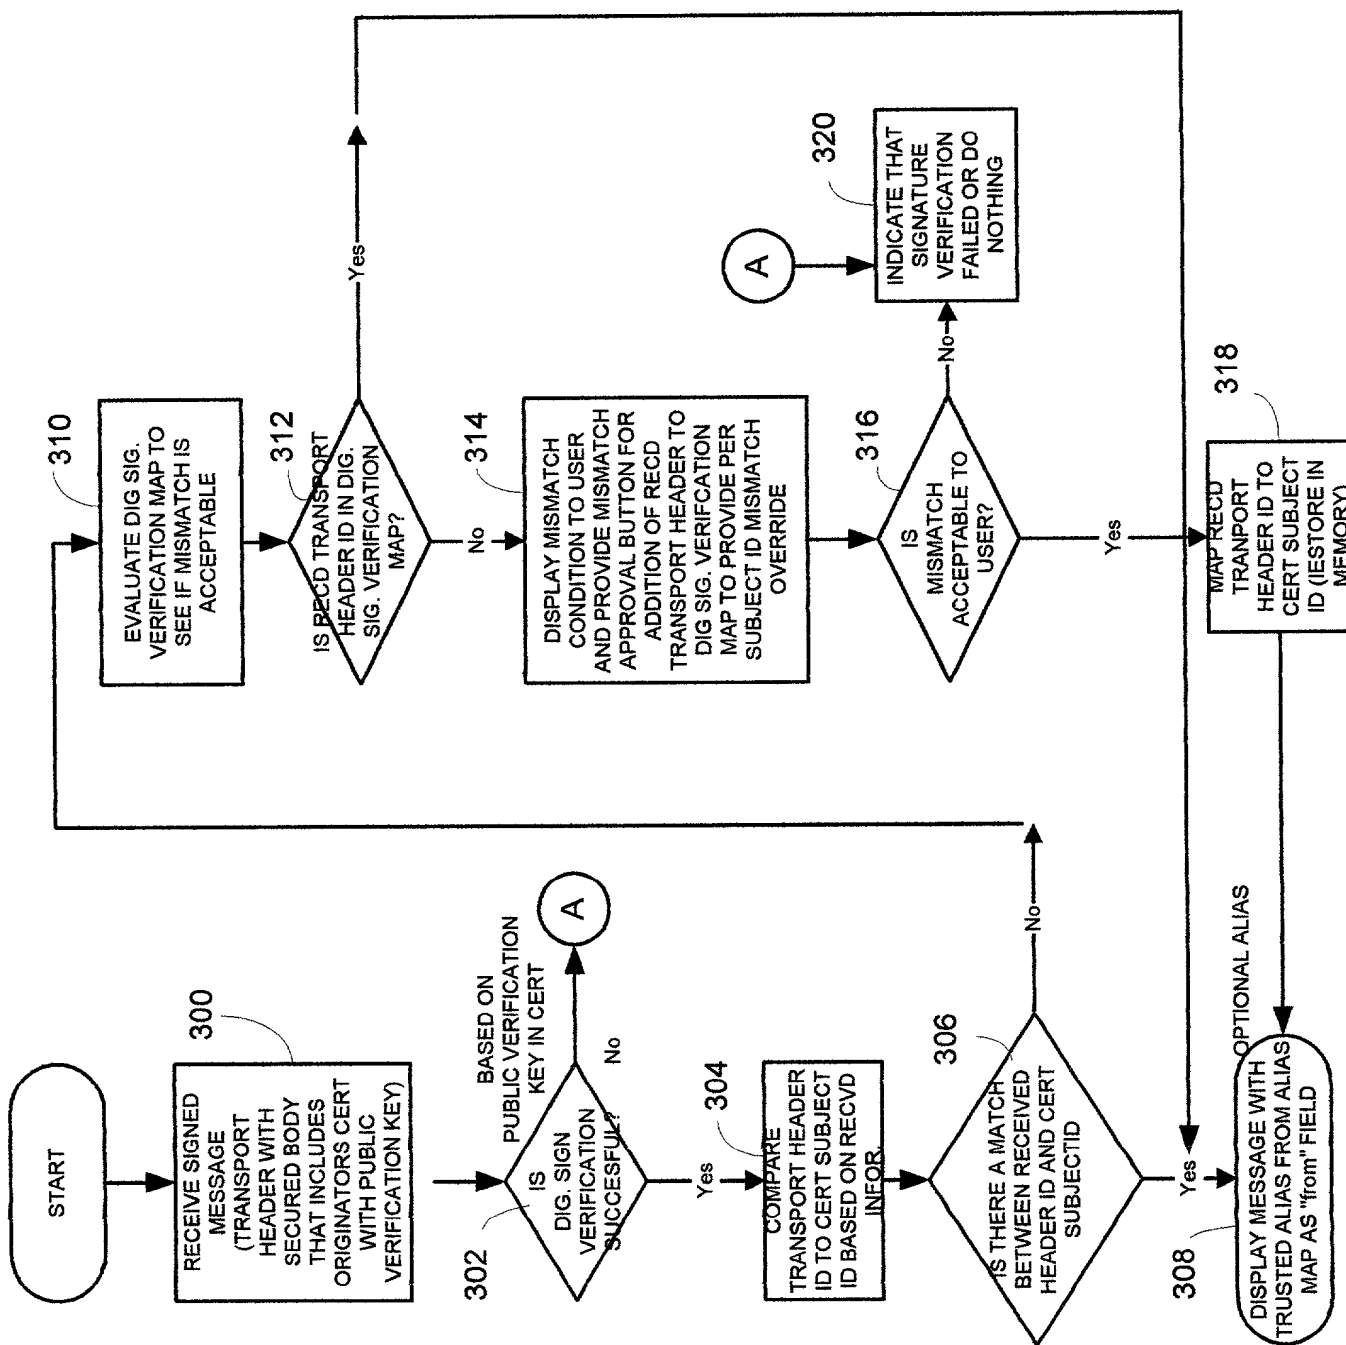 START
300
RECEIVE SIGNED
MESSAGE
(TRANSPORT
HEADER WITH
SECURED BODY
THAT INCLUDES
ORIGINATORS CERT
WITH PUBLIC
VERIFICATION KEY)
BASED ON
PUBLIC VERIFICATION
KEY IN CERT
302
IS
DIG. SIGN
VERIFICATION
SUCCESFUL?
No
A
Yes
304
COMPARE
TRANSPORT HEADER
ID TO CERT SUBJECT
ID BASED ON RECVD
INFOR.
306
IS THERE A MATCH
BETWEEN RECEIVED
HEADER ID AND CERT
SUBJECTID
No
Yes
308
OPTIONAL ALIAS
DISPLAY MESSAGE WITH
TRUSTED ALIAS FROM ALIAS
MAP AS "from" FIELD
310
EVALUATE DIG SIG.
VERIFICATION MAP TO
SEE IF MISMATCH IS
ACCEPTABLE
312
IS RECD TRANSPORT
HEADER ID IN DIG.
SIG. VERIFICATION
MAP?
Yes
No
314
DISPLAY MISMATCH
CONDITION TO USER
AND PROVIDE MISMATCH
APPROVAL BUTTON FOR
ADDITION OF RECD
TRANSPORT HEADER TO
DIG SIG. VERIFCATION
MAP TO PROVIDE PER
SUBJECT ID MISMATCH
OVERRIDE
316
IS
MISMATCH
ACCEPTABLE TO
USER?
No
Yes
A
320
INDICATE THAT
SIGNATURE
VERIFICATION
FAILED OR DO
NOTHING
318
MAP RECD
TRANPORT
HEADER ID TO
CERT SUBJECT
ID (IESTORE IN
MEMORY)